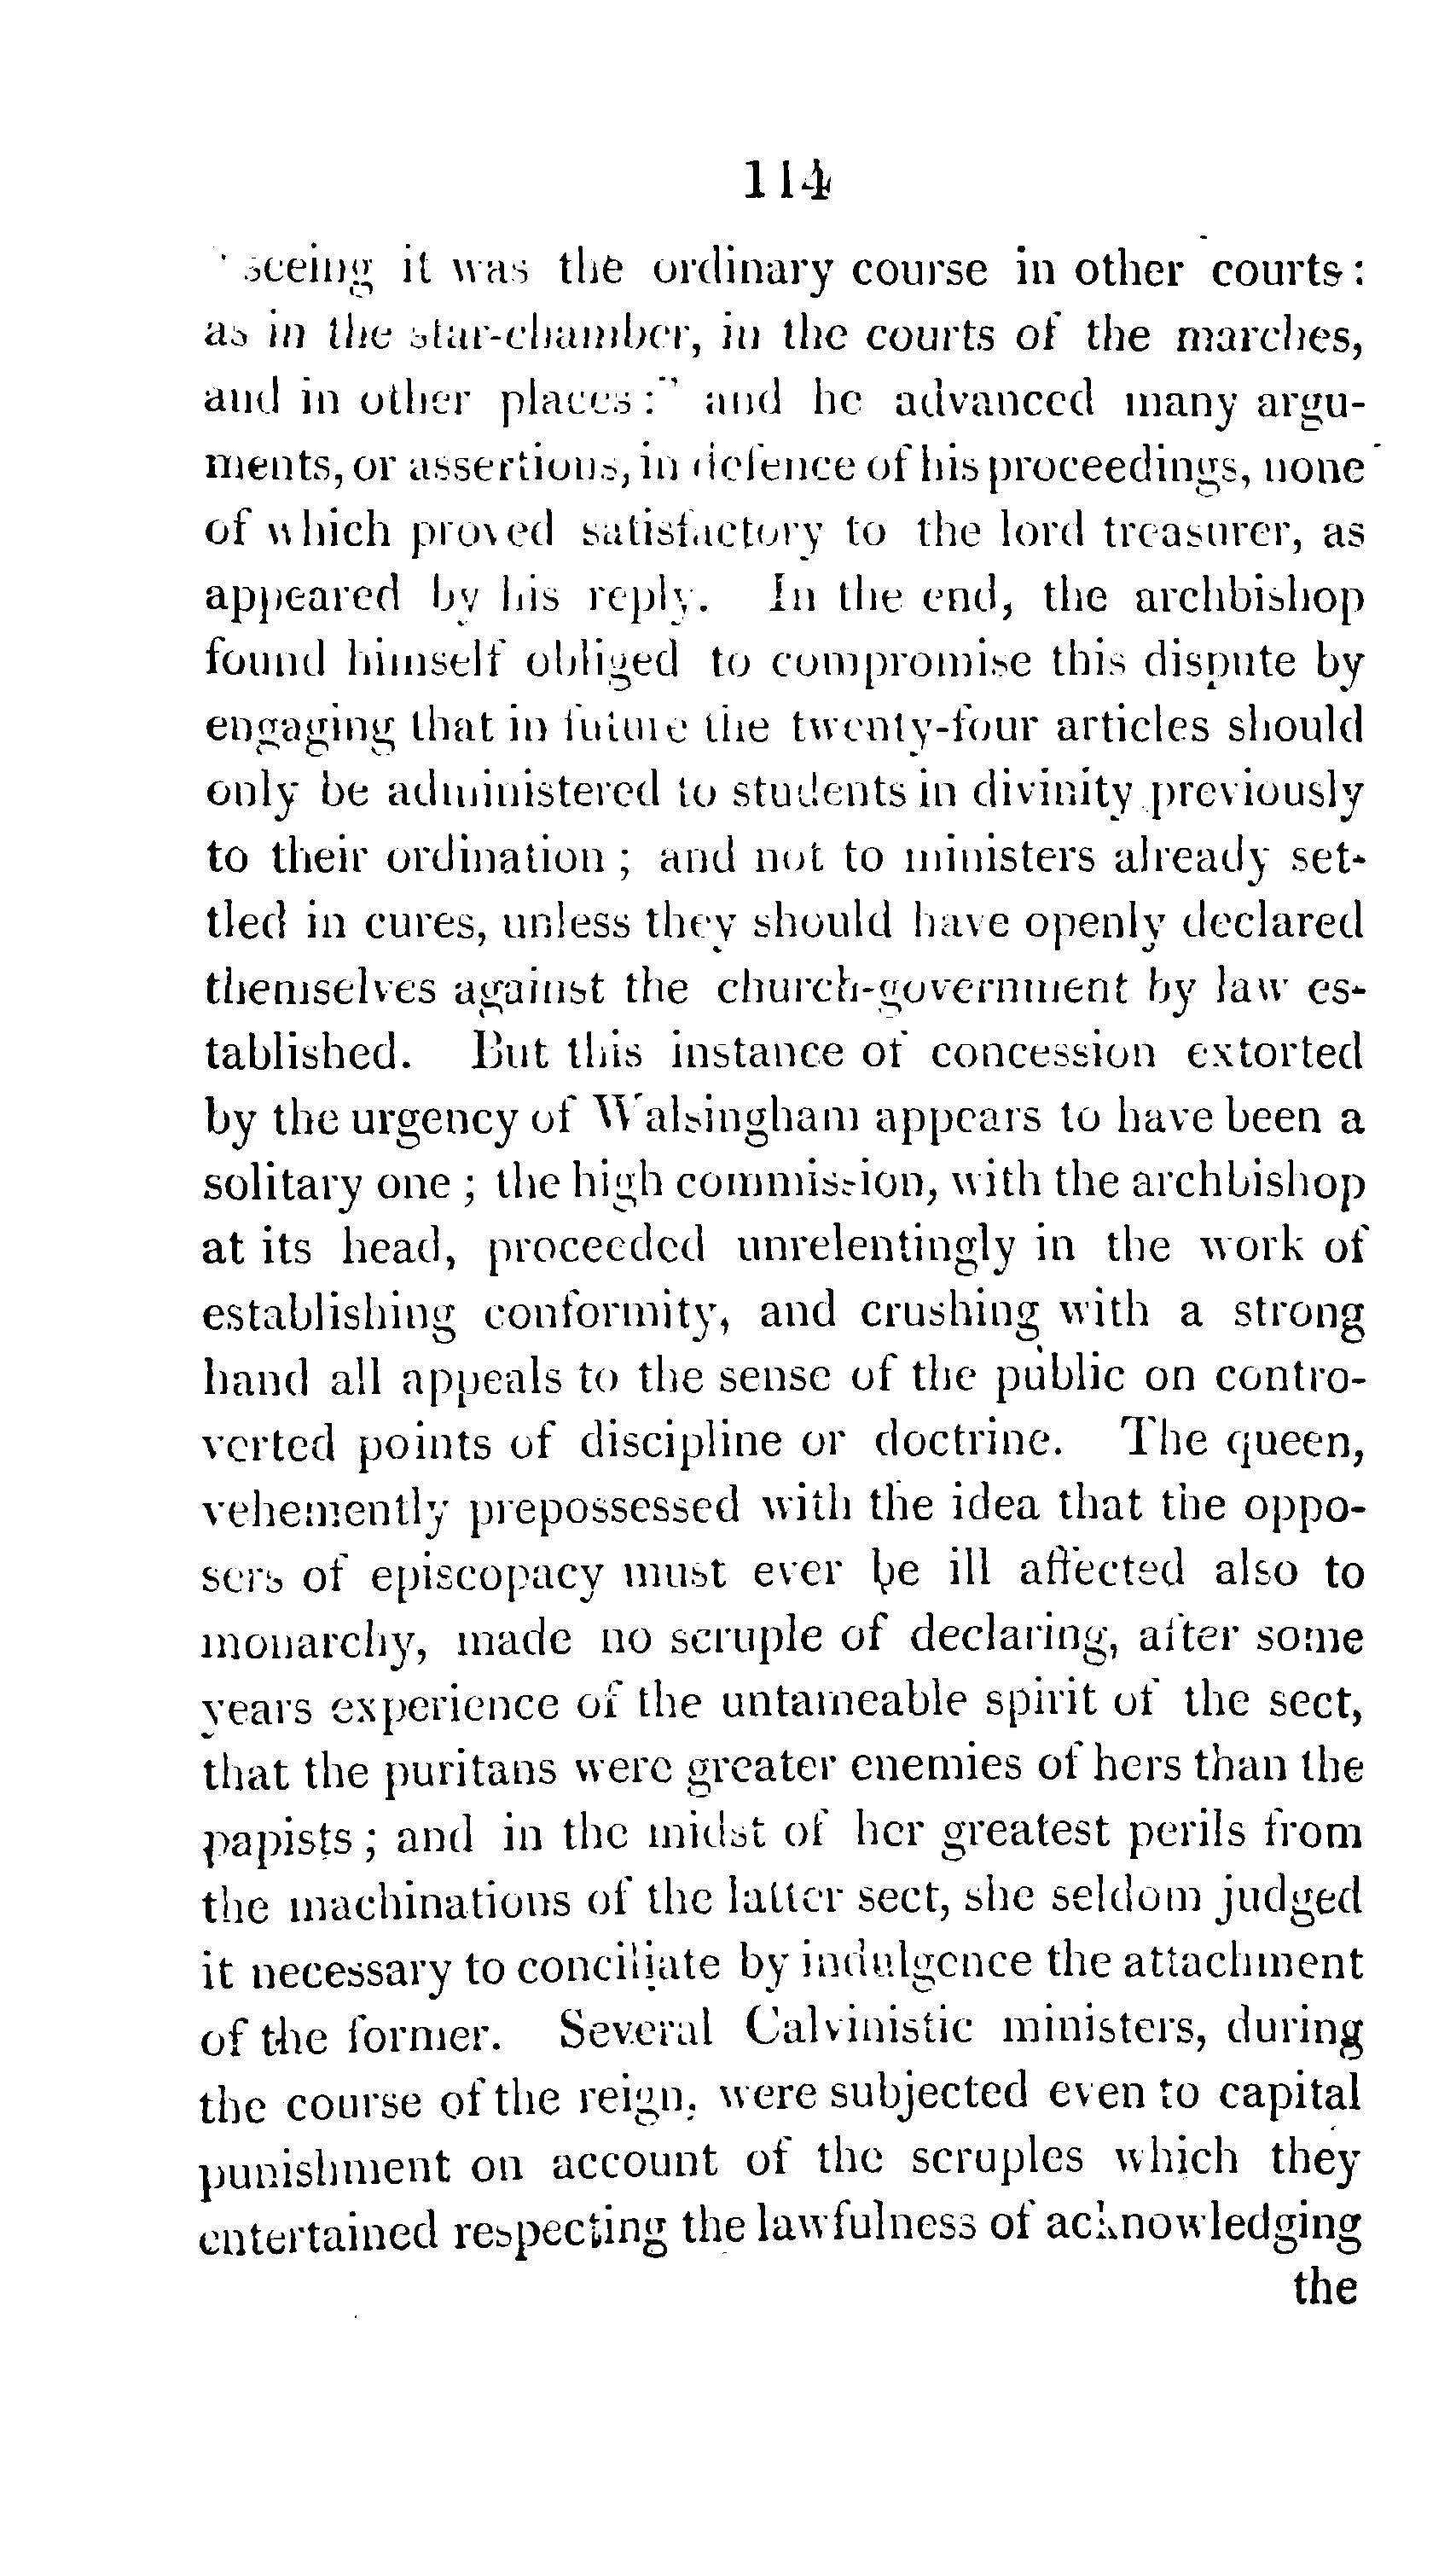 114
"seeing it was the ordinary course in other courts:
as in the star-chamber, in the courts of the marches,
and in other places:" and he advanced many argu-
ments, or assertions, in defence of his proceedings, none
of which proved satisfactory to the lord treasurer, as
appeared by his reply. In the end, the archbishop
found himself obliged to compromise this dispute by
engaging that in future the twenty-four articles should
only be administered to students in divinity previously
to their ordination; and not to ministers already set-
tled in cures, unless they should have openly declared
themselves against the church-government by law es-
tablished. But this instance of concession extorted
by the urgency of Walsingham appears to have been a
solitary one; the high commission, with the archbishop
at its head, proceeded unrelentingly in the work of
establishing conformity, and crushing with a strong
hand all appeals to the sense of the public on contro-
verted points of discipline or doctrine. The queen,
vehemently prepossessed with the idea that the oppo-
sers of episcopacy must ever be ill affected also to
monarchy, made no scruple of declaring, after some
years experience of the untameable spirit of the sect,
that the puritans were greater enemies of hers than the
papists; and in the midst of her greatest perils from
the machinations of the latter sect, she seldom judged
it necessary to conciliate by indulgence the attachment
of the former. Several Calvinistic ministers, during
the course of the reign, were subjected even to capital
punishment on account of the scruples which they
entertained respecting the lawfulness of acknowledging
the